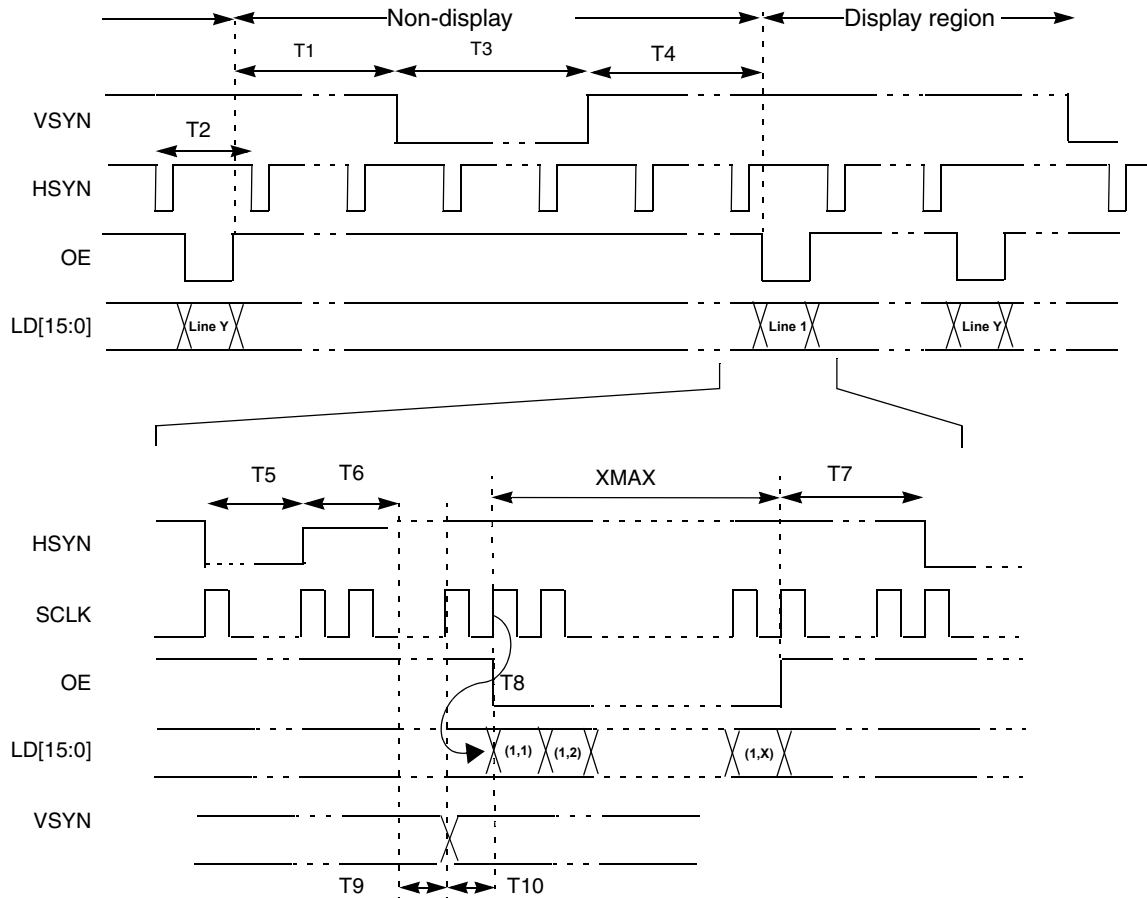 Non-display
Display region
T1
T3
T4
VSYN
T2
HSYN
OE
LD[15:0]
Line Y
Line 1
Line Y
T5
T6
XMAX
T7
HSYN
SCLK
OE
T8
LD[15:0]
(1,1)
(1,2)
(1,X)
VSYN
T9
T10